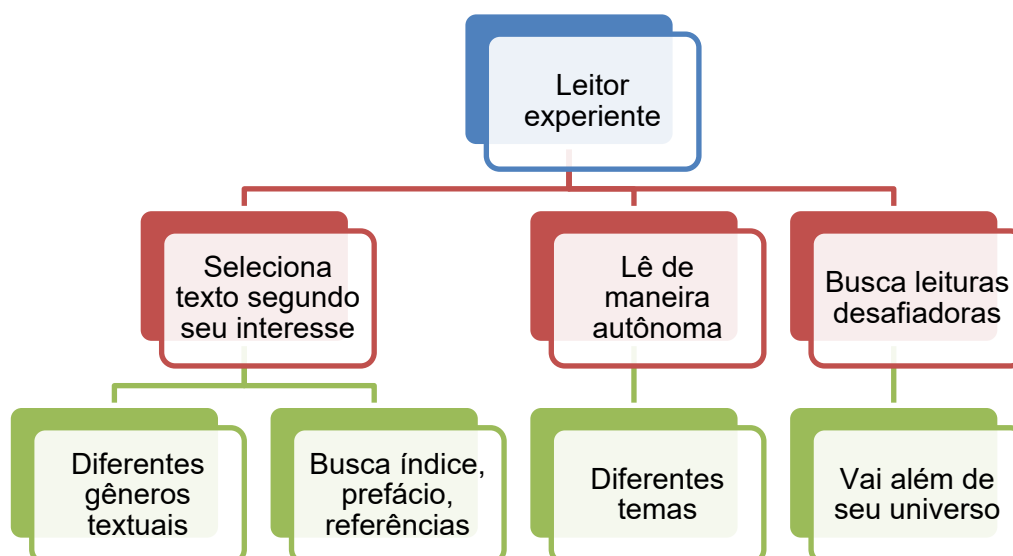 Leitor
experiente
Seleciona
texto segundo
seu interesse
Lê de
maneira
autônoma
Busca leituras
desafiadoras
Diferentes
gêneros
textuais
Busca índice,
prefácio,
referências
Diferentes
temas
Vai além de
seu universo